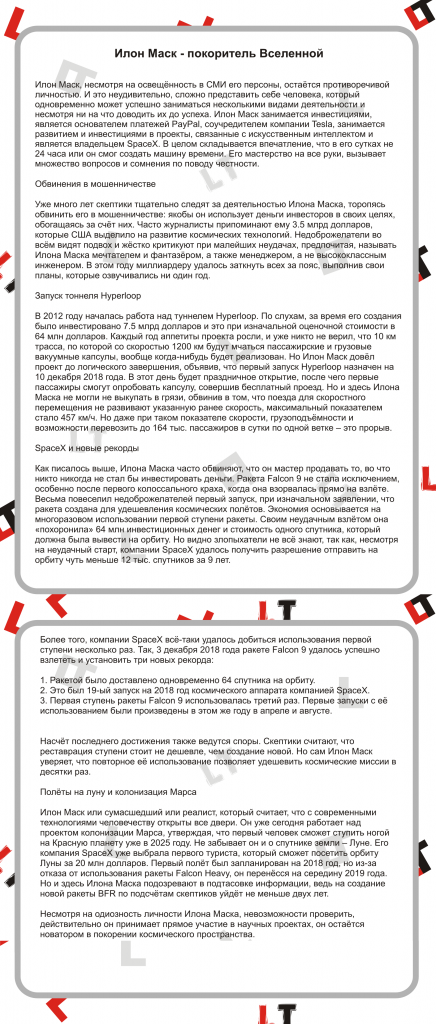 Илон Маск - покоритель Вселенной
Илон Маск, несмотря на освещённость в СМИ его персоны, остаётся противоречивой
личностью. И это неудивительно, сложно представить себе человека, который
одновременно может успешно заниматься несколькими видами деятельности и
несмотря ни на что доводить их до успеха. Илон Маск занимается инвестициями,
является основателем платежей PayPal, соучредителем компании Tesla, занимается
развитием и инвестициями в проекты, связанные с искусственным интеллектом и
является владельцем SpaceX. В целом складывается впечатление, что в его сутках не
24 часа или он смог создать машину времени. Его мастерство на все руки, вызывает
множество вопросов и сомнения по поводу честности.
Обвинения в мошенничестве
Уже много лет скептики тщательно следят за деятельностью Илона Маска, торопясь
обвинить его в мошенничестве: якобы он использует деньги инвесторов в своих целях,
обогащаясь за счёт них. Часто журналисты припоминают ему 3.5 млрд долларов,
которые США выделило на развитие космических технологий. Недоброжелатели во
всём видят подвох и жёстко критикуют при малейших неудачах, предпочитая, называть
Илона Маска мечтателем и фантазёром, а также менеджером, а не высококлассным
инженером. В этом году миллиардеру удалось заткнуть всех за пояс, выполнив свои
планы, которые озвучивались ни один год.
Запуск тоннеля Hyperloop
В 2012 году началась работа над туннелем Hyperloop. По слухам, за время его создания
было инвестировано 7.5 млрд долларов и это при изначальной оценочной стоимости в
64 млн долларов. Каждый год аппетиты проекта росли, и уже никто не верил, что 10 км
трасса, по которой со скоростью 1200 км будут мчаться пассажирские и грузовые
вакуумные капсулы, вообще когда-нибудь будет реализован. Но Илон Маск довёл
проект до логического завершения, объявив, что первый запуск Hyperloop назначен на
10 декабря 2018 года. В этот день будет праздничное открытие, после чего первые
пассажиры смогут опробовать капсулу, совершив бесплатный проезд. Но и здесь Илона
Маска не могли не выкупать в грязи, обвинив в том, что поезда для скоростного
перемещения не развивают указанную ранее скорость, максимальный показателем
стало 457 км/ч. Но даже при таком показателе скорости, грузоподъёмности и
возможности перевозить до 164 тыс. пассажиров в сутки по одной ветке – это прорыв.
SpaceX и новые рекорды
Как писалось выше, Илона Маска часто обвиняют, что он мастер продавать то, во что
никто никогда не стал бы инвестировать деньги. Ракета Falcon 9 не стала исключением,
особенно после первого колоссального краха, когда она взорвалась прямо на взлёте.
Весьма повеселил недоброжелателей первый запуск, при изначальном заявлении, что
ракета создана для удешевления космических полётов. Экономия основывается на
многоразовом использовании первой ступени ракеты. Своим неудачным взлётом она
«похоронила» 64 млн инвестиционных денег и стоимость одного спутника, который
должна была вывести на орбиту. Но видно злопыхатели не всё знают, так как, несмотря
на неудачный старт, компании SpaceX удалось получить разрешение отправить на
орбиту чуть меньше 12 тыс. спутников за 9 лет.
Более того, компании SpaceX всё-таки удалось добиться использования первой
ступени несколько раз. Так, 3 декабря 2018 года ракете Falcon 9 удалось успешно
взлететь и установить три новых рекорда:
1. Ракетой было доставлено одновременно 64 спутника на орбиту.
2. Это был 19-ый запуск на 2018 год космического аппарата компанией SpaceX.
3. Первая ступень ракеты Falcon 9 использовалась третий раз. Первые запуски с её
использованием были произведены в этом же году в апреле и августе.
Насчёт последнего достижения также ведутся споры. Скептики считают, что
реставрация ступени стоит не дешевле, чем создание новой. Но сам Илон Маск
уверяет, что повторное её использование позволяет удешевить космические миссии в
десятки раз.
Полёты на луну и колонизация Марса
Илон Маск или сумасшедший или реалист, который считает, что с современными
технологиями человечеству открыты все двери. Он уже сегодня работает над
проектом колонизации Марса, утверждая, что первый человек сможет ступить ногой
на Красную планету уже в 2025 году. Не забывает он и о спутнике земли – Луне. Его
компания SpaceX уже выбрала первого туриста, который сможет посетить орбиту
Луны за 20 млн долларов. Первый полёт был запланирован на 2018 год, но из-за
отказа от использования ракеты Falcon Heavy, он перенёсся на середину 2019 года.
Но и здесь Илона Маска подозревают в подтасовке информации, ведь на создание
новой ракеты BFR по подсчётам скептиков уйдёт не меньше двух лет.
Несмотря на одиозность личности Илона Маска, невозможности проверить,
действительно он принимает прямое участие в научных проектах, он остаётся
новатором в покорении космического пространства.